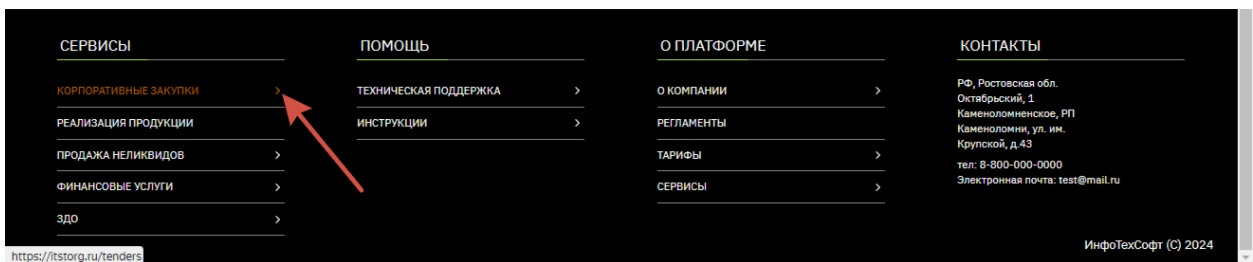 СЕРВИСЫ
КОРПОРАТИВНЫЕ ЗАКУПКИ
РЕАЛИЗАЦИЯ ПРОДУКЦИИ
ПРОДАЖА НЕЛИКВИДОВ
ФИНАНСОВЫЕ УСЛУГИ
ЗДО
ПОМОЩЬ
ТЕХНИЧЕСКАЯ ПОДДЕРЖКА
ИНСТРУКЦИИ
О ПЛАТФОРМЕ
О КОМПАНИИ
РЕГЛАМЕНТЫ
ТАРИФЫ
СЕРВИСЫ
КОНТАКТЫ
РФ, Ростовская обл.
Октябрьский, 1
Каменоломненское, РП
Каменоломни, ул. им.
Крупской, д.43
тел: 8-800-000-0000
Электронная почта: test@mail.ru
ИнфоТехСофт (C) 2024
https://itstorg.ru/tenders